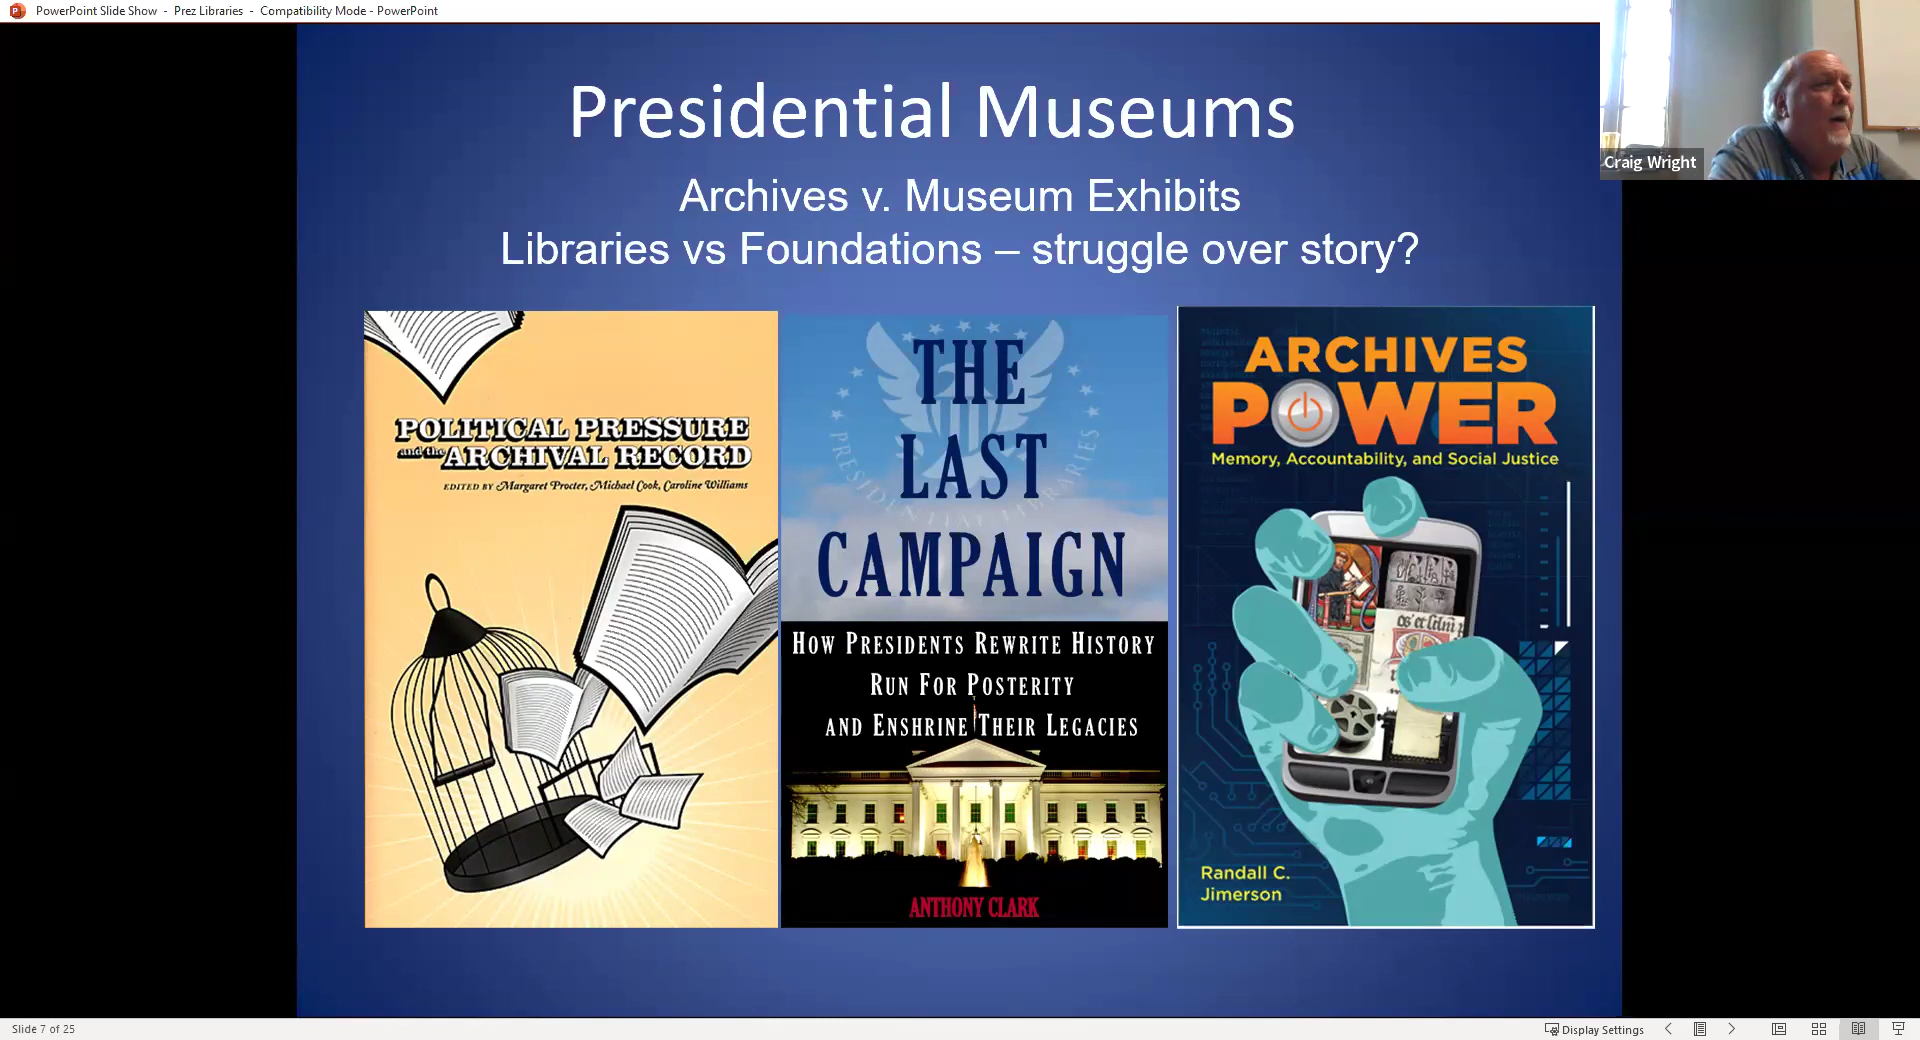 PowerPoint Slide Show - Prez Libraries - Compatibility Mode - PowerPoint
Craig Wright
Presidential Museums
Archives v. Museum Exhibits
Libraries vs Foundations – struggle over story?
POLITICAL PRESSURE
and the ARCHIVAL RECORD
EDITED BY Margaret Procter, Michael Cook, Caroline Williams
PRESIDENTIAL LIBRARIES
THE
LAST
CAMPAIGN
HOW PRESIDENTS REWRITE HISTORY
RUN FOR POSTERITY
AND ENSHRINE THEIR LEGACIES
ANTHONY CLARK
ARCHIVES
POWER
Memory, Accountability, and Social Justice
Randall C.
Jimerson
Slide 7 of 25
Display Settings